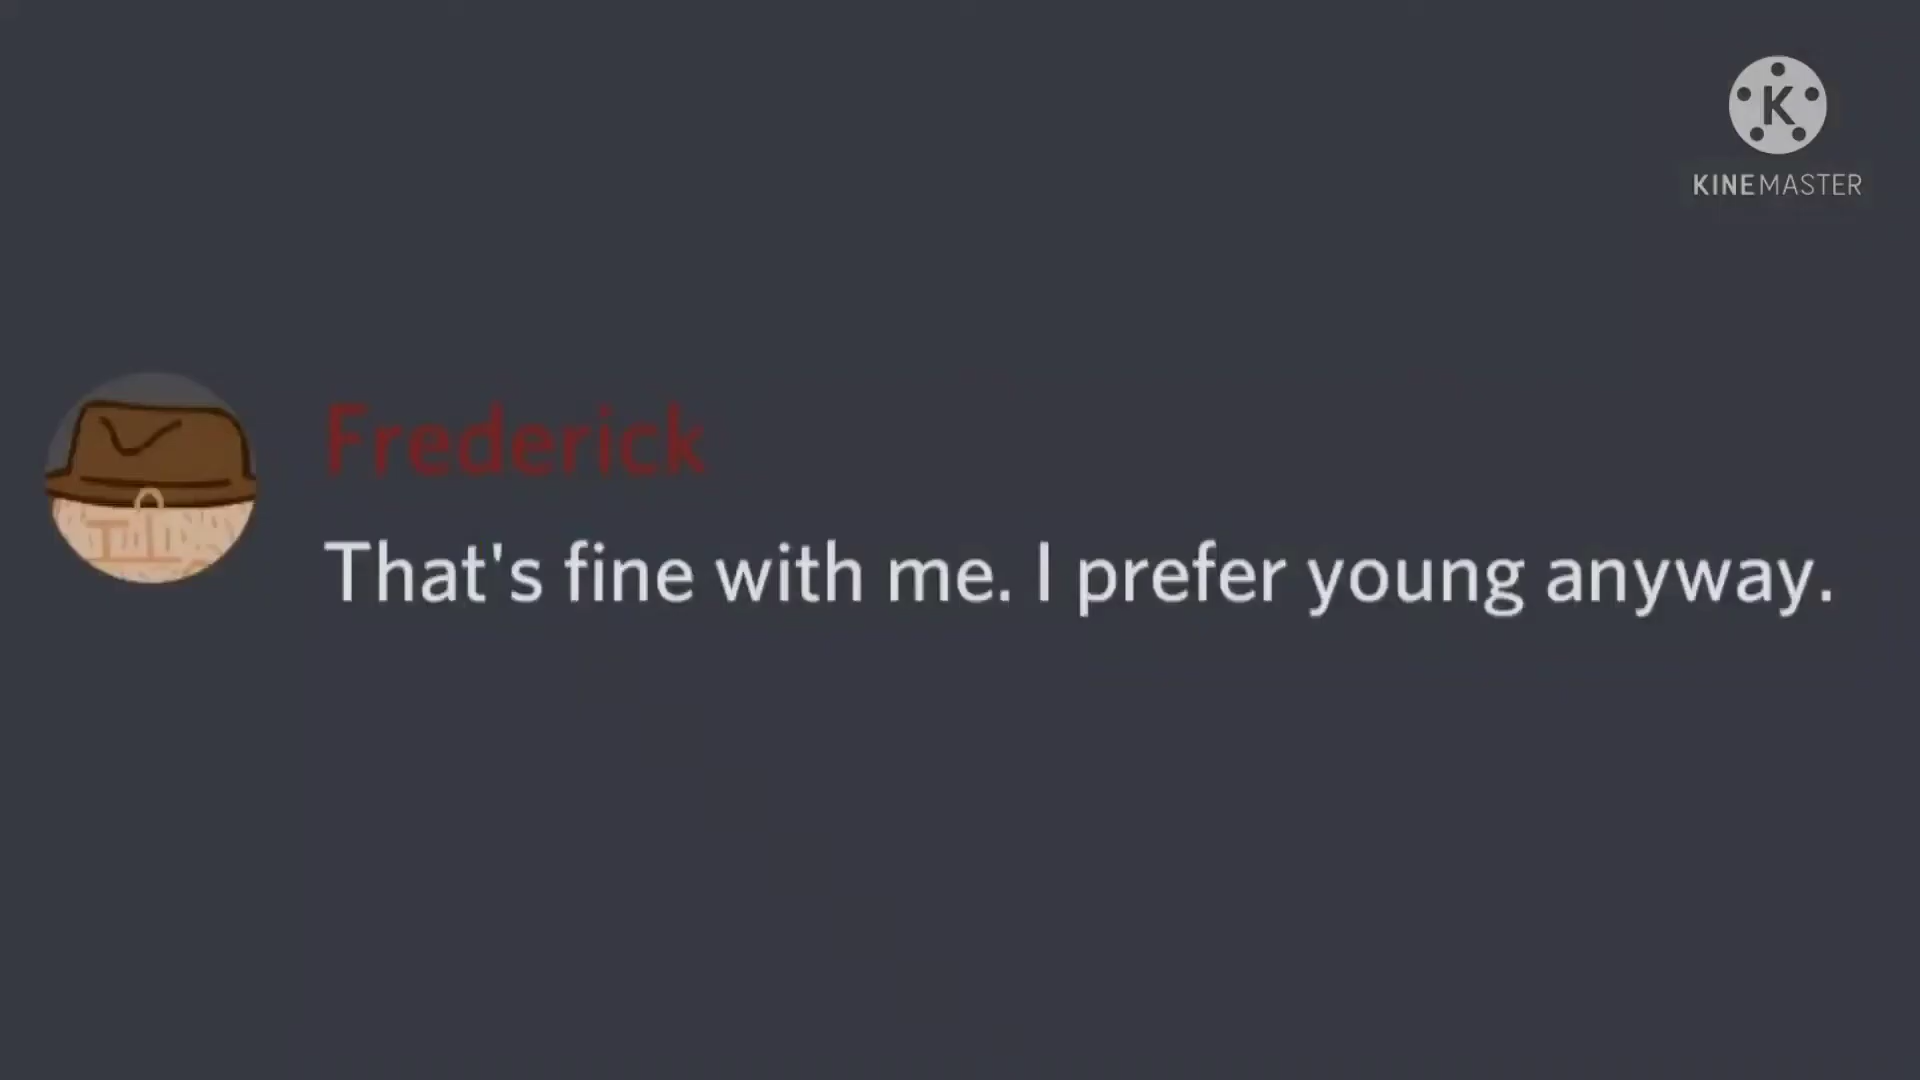 K
KINEMASTER
Frederick
That's fine with me. I prefer young anyway.